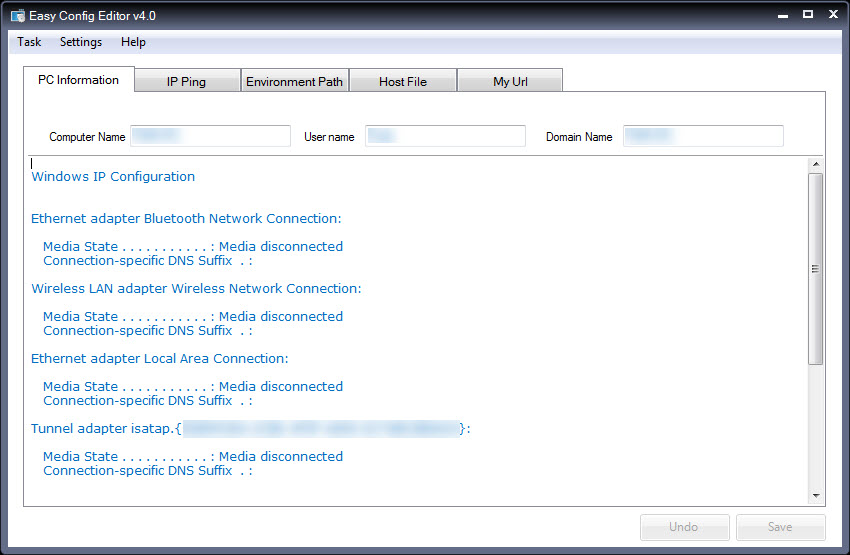 Easy Config Editor v4.0
Task Settings Help
PC Information IP Ping Environment Path Host File My Url
Computer Name User name Domain Name
Windows IP Configuration
Ethernet adapter Bluetooth Network Connection:
Media State . . . . . . . . . . . : Media disconnected
Connection-specific DNS Suffix . :
Wireless LAN adapter Wireless Network Connection:
Media State . . . . . . . . . . . : Media disconnected
Connection-specific DNS Suffix . :
Ethernet adapter Local Area Connection:
Media State . . . . . . . . . . . : Media disconnected
Connection-specific DNS Suffix . :
Tunnel adapter isatap.{ }:
Media State . . . . . . . . . . . : Media disconnected
Connection-specific DNS Suffix . :
Undo Save